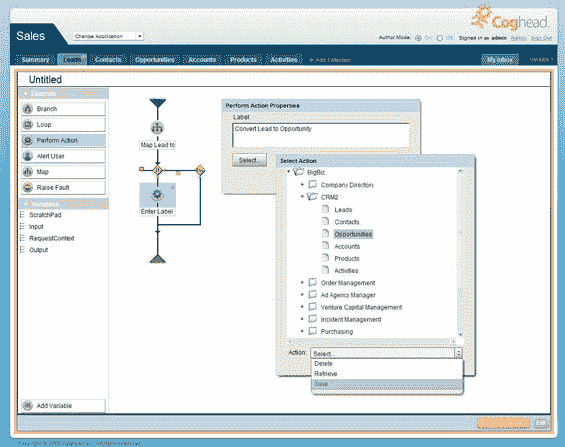 Coghead
Sales
Change Application
Author Mode: On Off Signed in as admin
Summary Leads Contacts Opportunities Accounts Products Activities + Add Collection My Inbox
Untitled
Branch
Loop
Perform Action
Alert User
Map
Raise Fault
Variables
ScratchPad
Input
RequestContext
Output
Add Variable
Map Lead to
Enter Label
Perform Action Properties
Label:
Convert Lead to Opportunity
Select...
Select Action
BigBiz
Company Directory
CRM2
Leads
Contacts
Opportunities
Accounts
Products
Activities
Order Management
Ad Agency Manager
Venture Capital Management
Incident Management
Purchasing
Action: Select...
Delete
Retrieve
Save
Edit